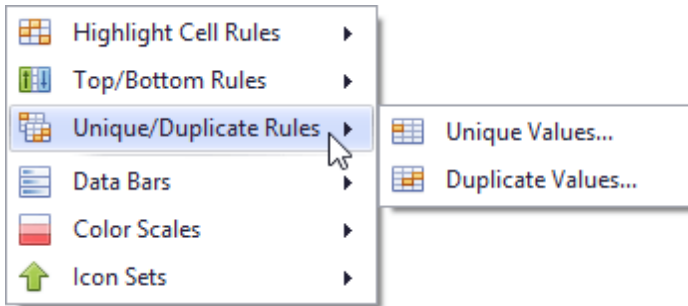 Highlight Cell Rules
Top/Bottom Rules
Unique/Duplicate Rules
Unique Values...
Duplicate Values...
Data Bars
Color Scales
Icon Sets